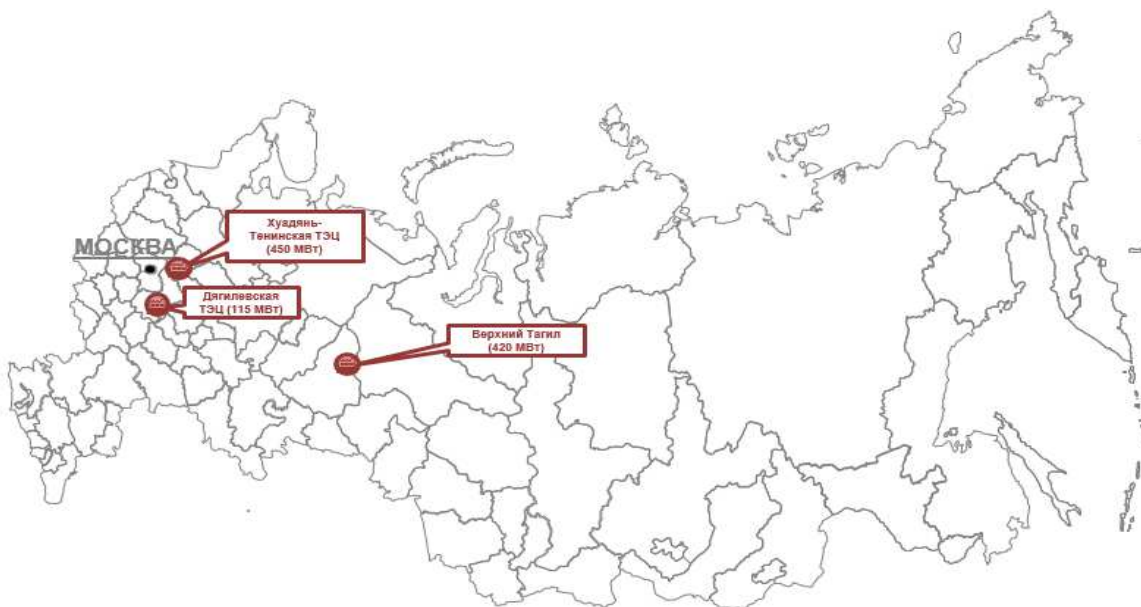 Хуадянь-
Тенинская ТЭЦ
(450 МВт)
МОСКВА
Дягилевская
ТЭЦ (115 МВт)
Верхний Тагил
(420 МВт)